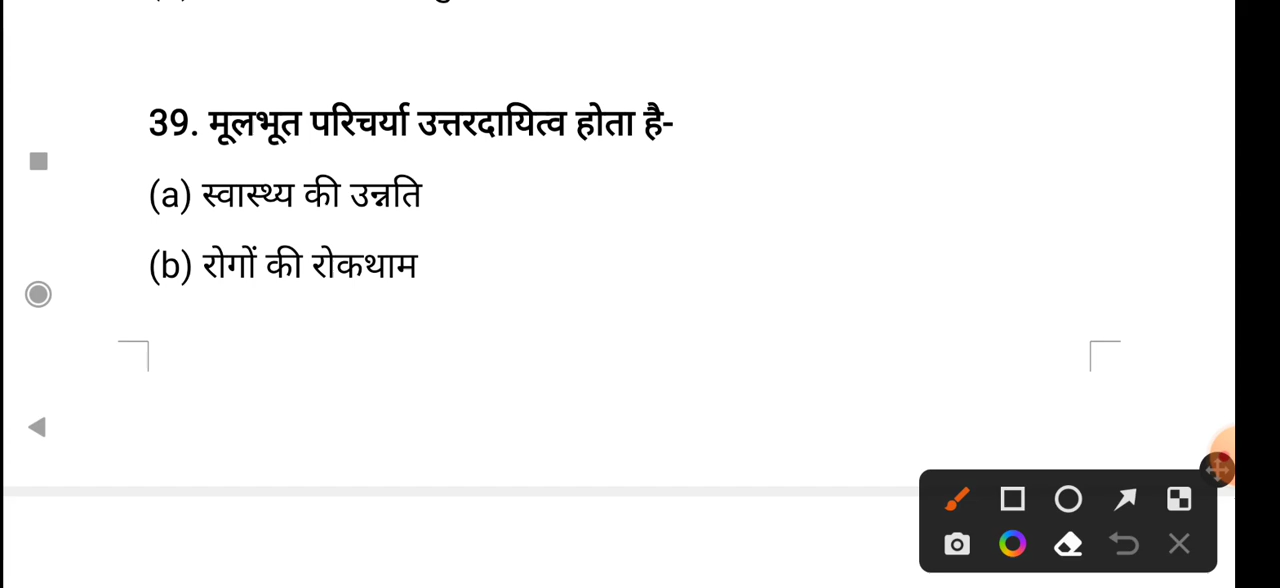 39. मूलभूत परिचर्या उत्तरदायित्व होता है-
(a) स्वास्थ्य की उन्नति
(b) रोगों की रोकथाम